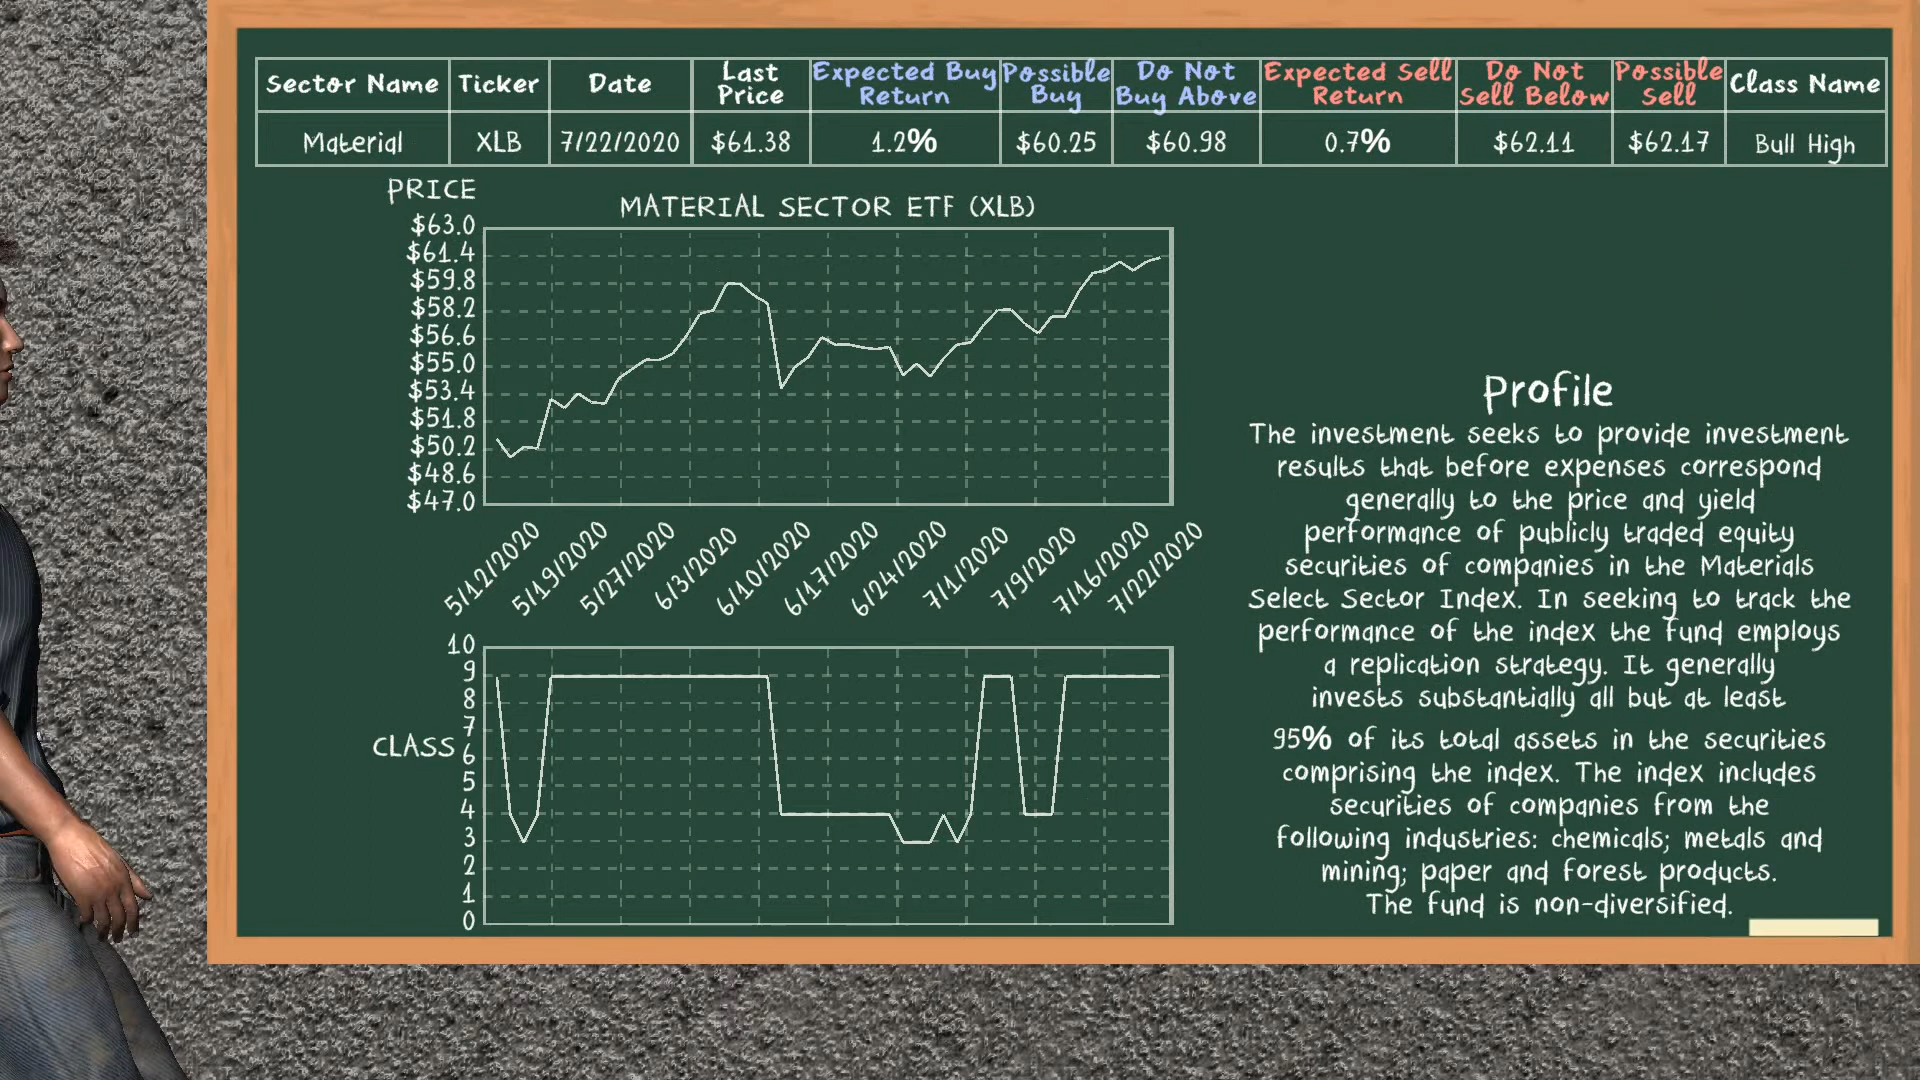 Sector Name Ticker Date Last Price Expected Buy Return Possible Buy Do Not Buy Above Expected Sell Return Do Not Sell Below Possible Sell Class Name
Material XLB 7/22/2020 $61.38 1.2% $60.25 $60.98 0.7% $62.11 $62.17 Bull High
PRICE
MATERIAL SECTOR ETF (XLB)
$63.0
$61.4
$59.8
$58.2
$56.6
$55.0
$53.4
$51.8
$50.2
$48.6
$47.0
5/12/2020 5/19/2020 5/27/2020 6/3/2020 6/10/2020 6/17/2020 6/24/2020 7/1/2020 7/9/2020 7/16/2020 7/22/2020
CLASS
10
9
8
7
6
5
4
3
2
1
0
Profile
The investment seeks to provide investment
results that before expenses correspond
generally to the price and yield
performance of publicly traded equity
securities of companies in the Materials
Select Sector Index. In seeking to track the
performance of the index the fund employs
a replication strategy. It generally
invests substantially all but at least
95% of its total assets in the securities
comprising the index. The index includes
securities of companies from the
following industries: chemicals; metals and
mining; paper and forest products.
The fund is non-diversified.